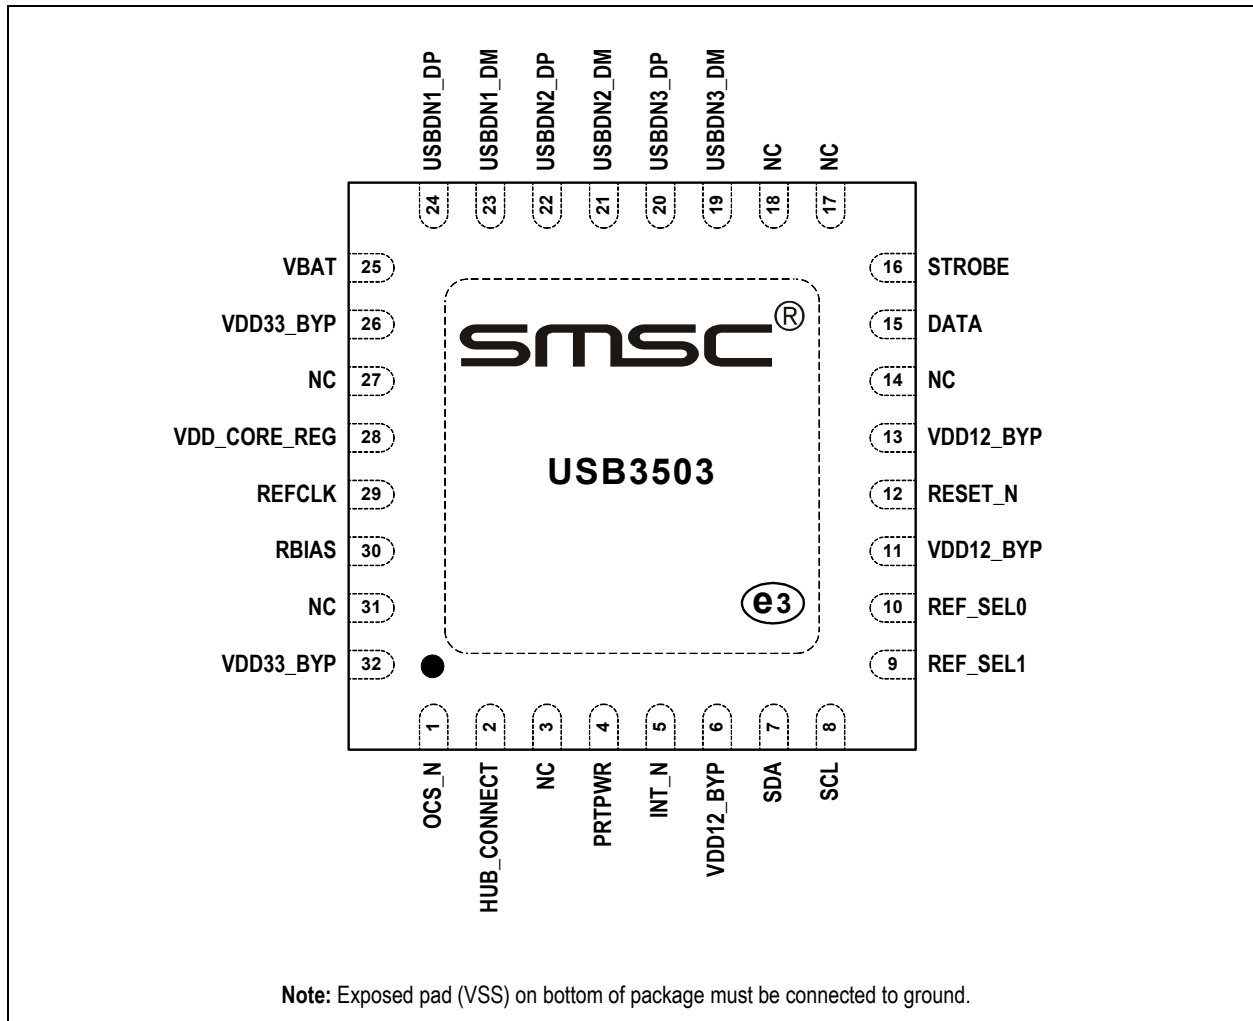 USBDN1_DP
USBDN1_DM
USBDN2_DP
USBDN2_DM
USBDN3_DP
USBDN3_DM
NC
NC
24
23
22
21
20
19
18
17
VBAT 25
VDD33_BYP 26
NC 27
VDD_CORE_REG 28
REFCLK 29
RBIAS 30
NC 31
VDD33_BYP 32
SMSC®
USB3503
e3
16 STROBE
15 DATA
14 NC
13 VDD12_BYP
12 RESET_N
11 VDD12_BYP
10 REF_SEL0
9 REF_SEL1
1
2
3
4
5
6
7
8
OCS_N
HUB_CONNECT
NC
PRTPWR
INT_N
VDD12_BYP
SDA
SCL
Note: Exposed pad (VSS) on bottom of package must be connected to ground.